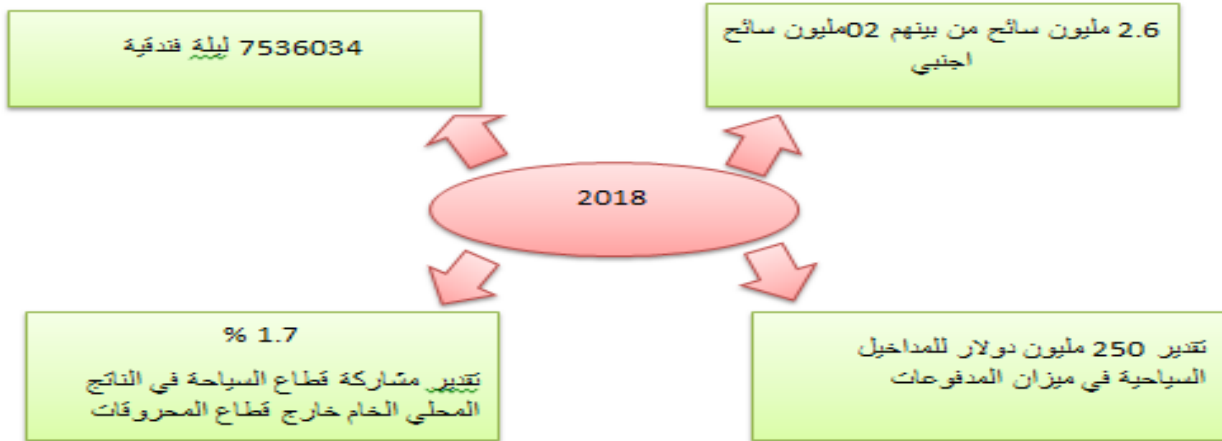 2.6 مليون سائح من بينهم 02مليون سائح
اجنبي
7536034 ليلة فندقية
2018
تقدير 250 مليون دولار للمداخيل
السياحية في ميزان المدفوعات
1.7 %
تقدير مشاركة قطاع السياحة في الناتج
المحلي الخام خارج قطاع المحروقات